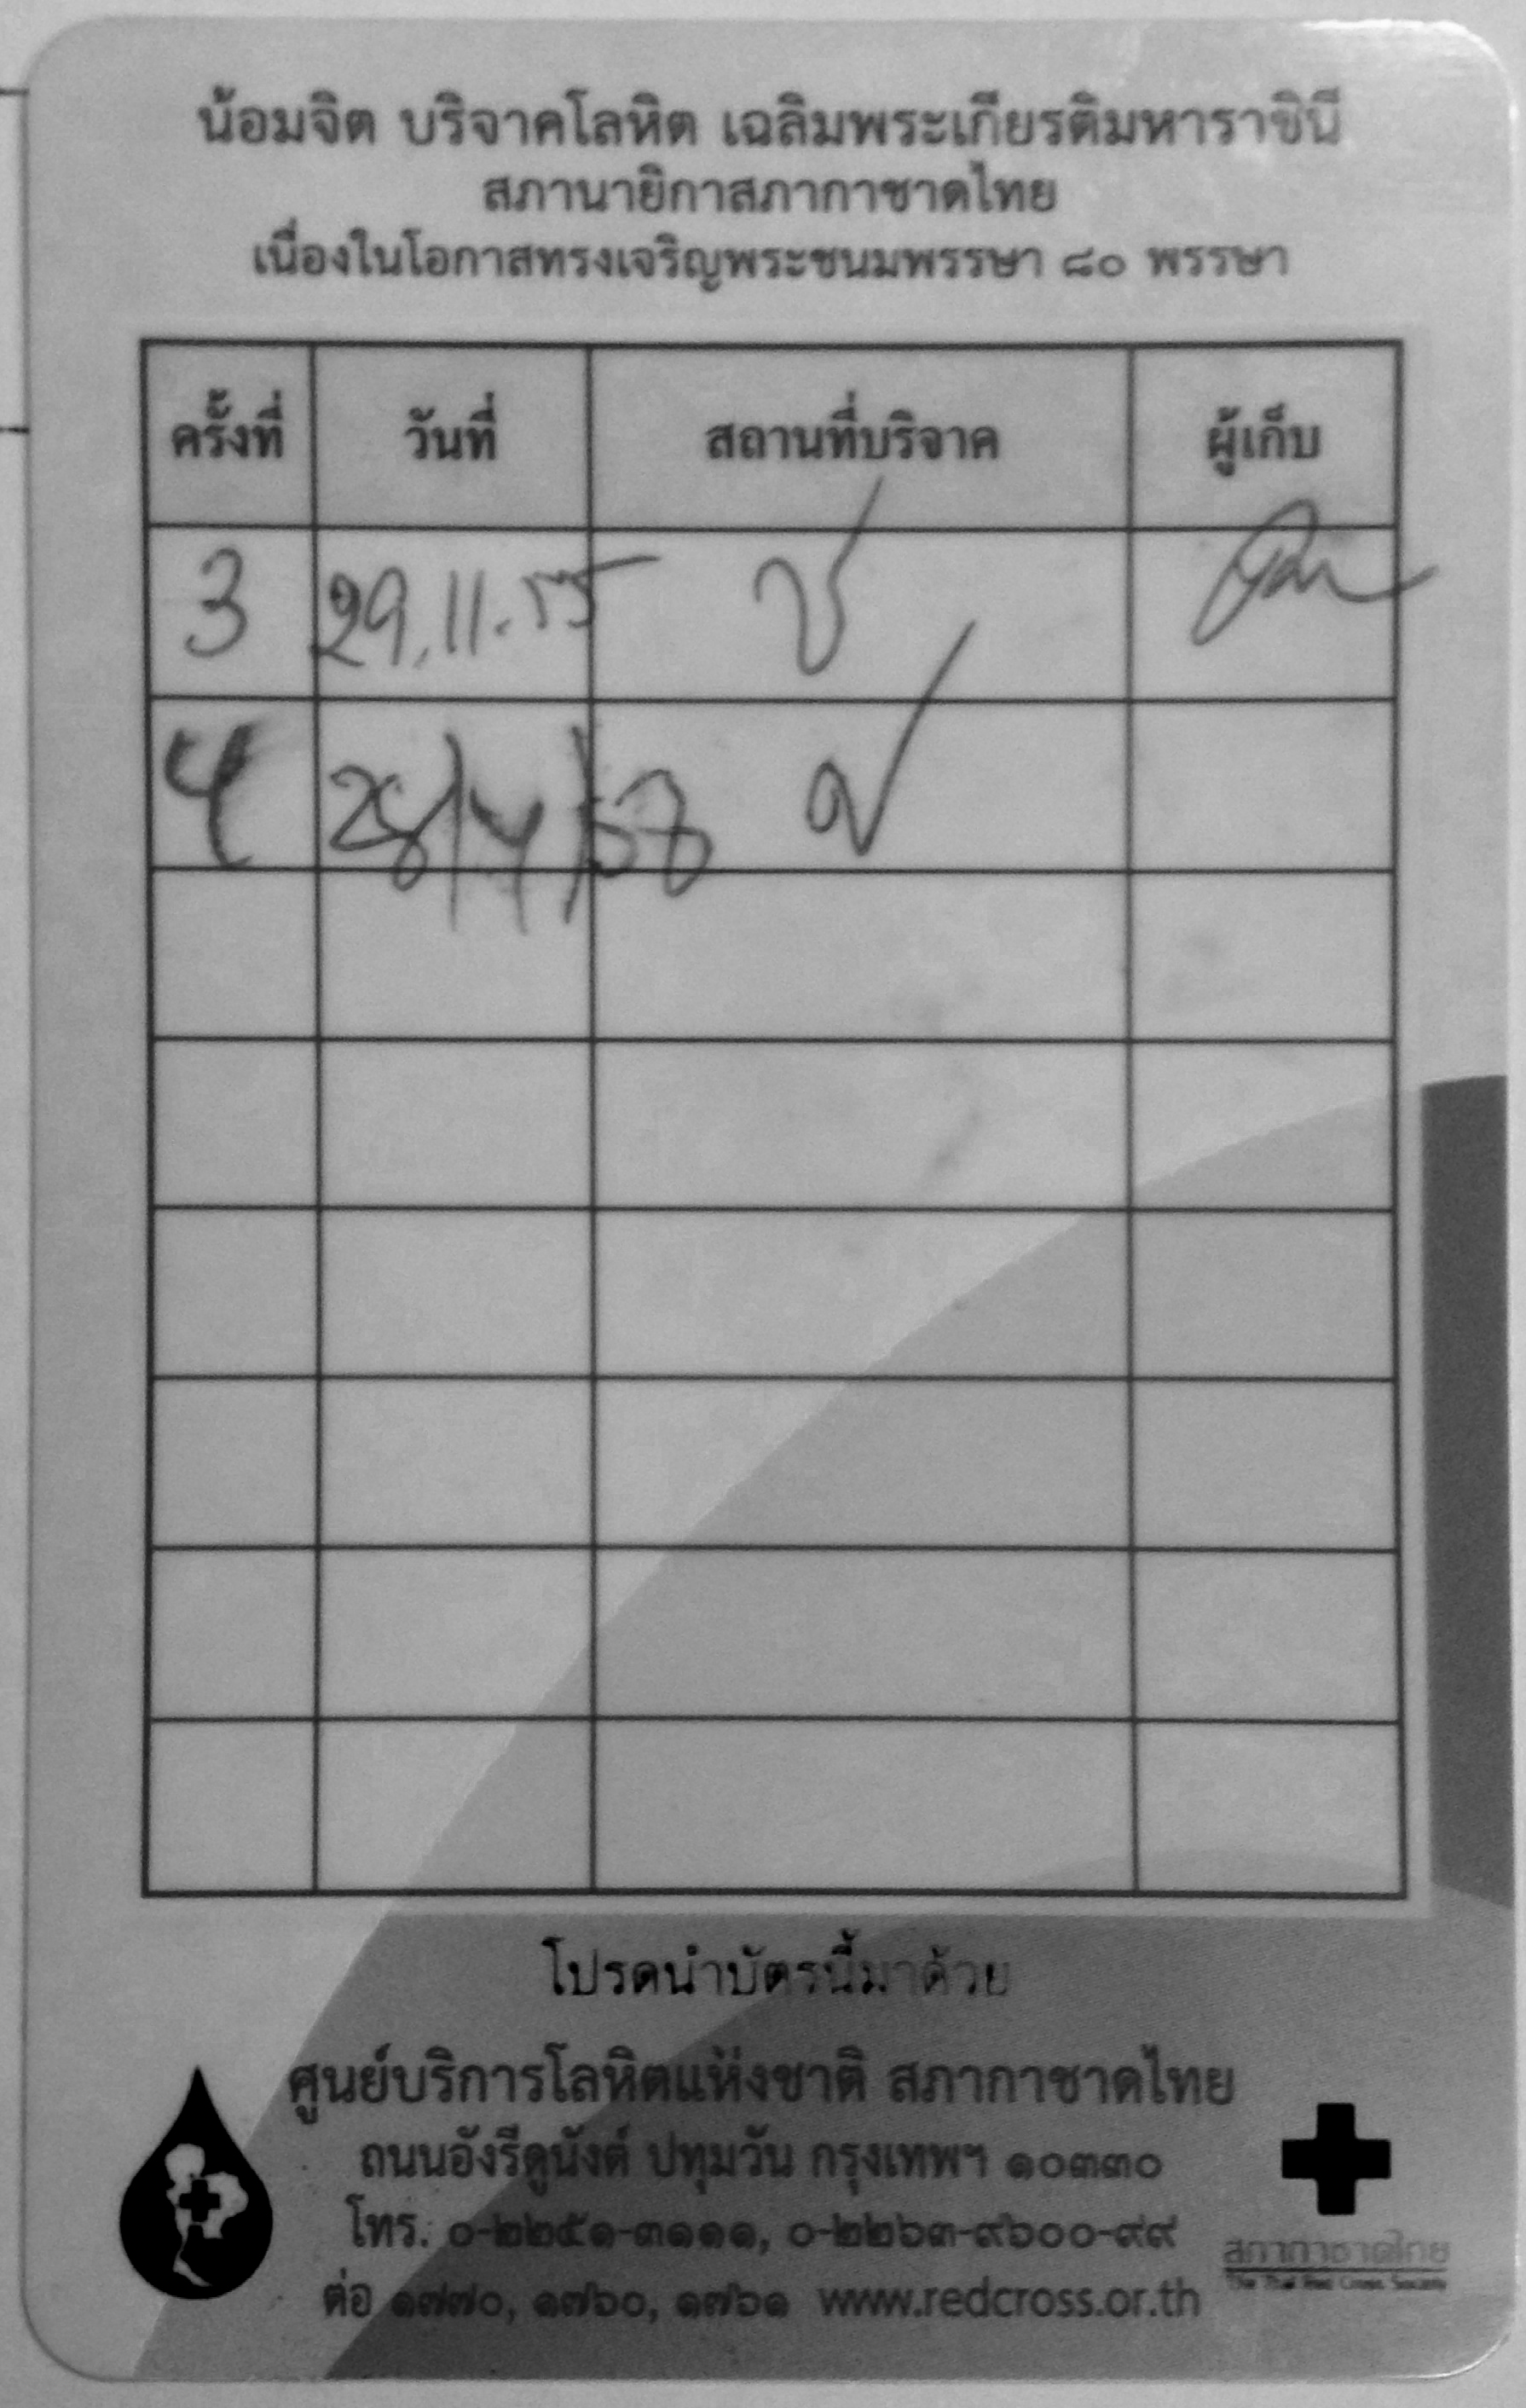 น้อมจิต บริจาคโลหิต เฉลิมพระเกียรติมหาราชินี
สภานายิกาสภากาชาดไทย
เนื่องในโอกาสทรงเจริญพระชนมพรรษา ๘๐ พรรษา
ครั้งที่ วันที่ สถานที่บริจาค ผู้เก็บ
3 29.11.55
4 28/4/58
โปรดนำบัตรนี้มาด้วย
ศูนย์บริการโลหิตแห่งชาติ สภากาชาดไทย
ถนนอังรีดูนังต์ ปทุมวัน กรุงเทพฯ ๑๐๓๓๐
โทร. ๐-๒๒๕๑-๓๑๑๑, ๐-๒๒๖๓-๙๖๐๐-๙๙
ต่อ ๑๗๗๐, ๑๗๖๐, ๑๗๖๑ www.redcross.or.th
สภากาชาดไทย
The Thai Red Cross Society